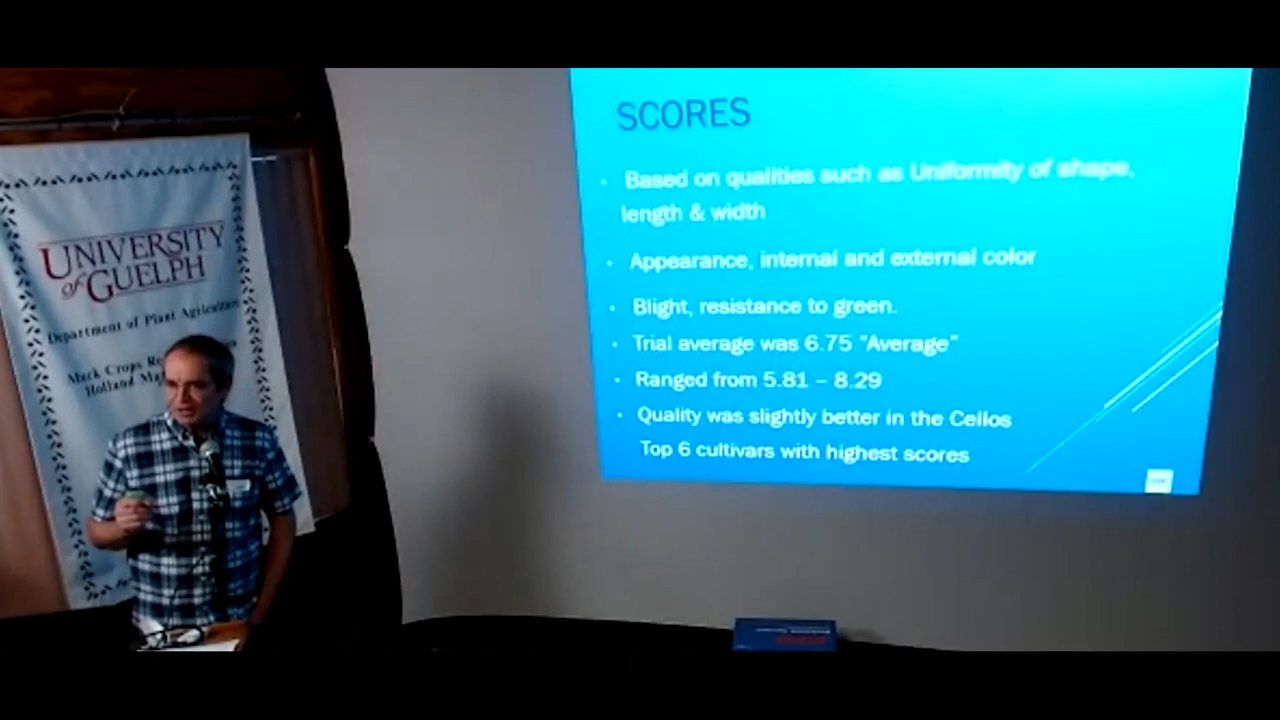 UNIVERSITY
of GUELPH
Department of Plant Agriculture
Muck Crops
Holland
SCORES
Based on qualities such as Uniformity of shape,
length & width
Appearance, internal and external color
Blight, resistance to green.
Trial average was 6.75 "Average"
Ranged from 5.81 – 8.29
Quality was slightly better in the Cellos
Top 6 cultivars with highest scores